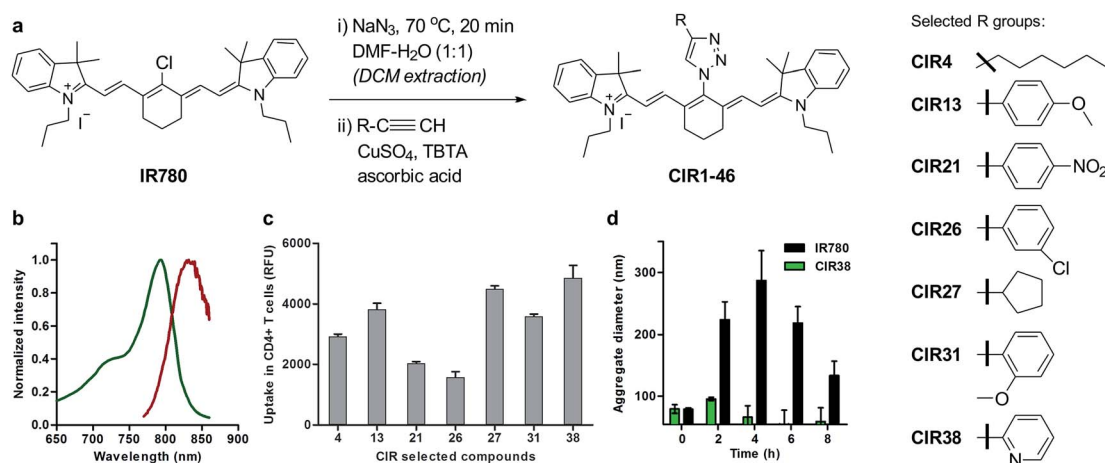 a
i) NaN3, 70 °C, 20 min
DMF-H2O (1:1)
(DCM extraction)
ii) R-C≡CH
CuSO4, TBTA
ascorbic acid
Cl
N+
I−
N
IR780
R
N
N
N
N+
I−
N
CIR1-46
Selected R groups:
CIR4
CIR13
O
CIR21
NO2
CIR26
Cl
CIR27
CIR31
O
CIR38
N
b
Normalized intensity
1.0
0.8
0.6
0.4
0.2
0.0
650 700 750 800 850 900
Wavelength (nm)
c
Uptake in CD4+ T cells (RFU)
6000
4000
2000
0
4 13 21 26 27 31 38
CIR selected compounds
d
Aggregate diameter (nm)
300
200
100
IR780
CIR38
0 2 4 6 8
Time (h)